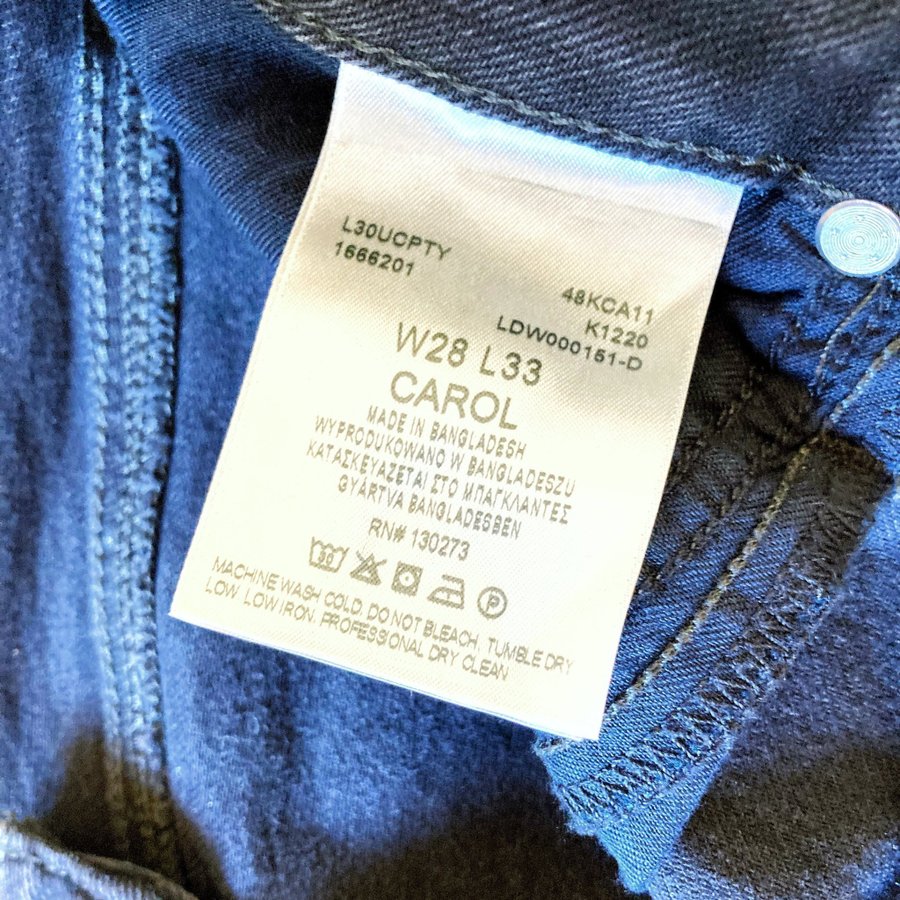 L30UCPTY
1666201
48KCA11
K1220
LDW000151-D
W28 L33
CAROL
MADE IN BANGLADESH
WYPRODUKOWANO W BANGLADESZU
ΚΑΤΑΣΚΕΥΑΖΕΤΑΙ ΣΤΟ ΜΠΑΓΚΛΑΝΤΕΣ
GYÁRTVA BANGLADESBEN
RN# 130273
30 P
MACHINE WASH COLD. DO NOT BLEACH. TUMBLE DRY
LOW. LOW IRON. PROFESSIONAL DRY CLEAN